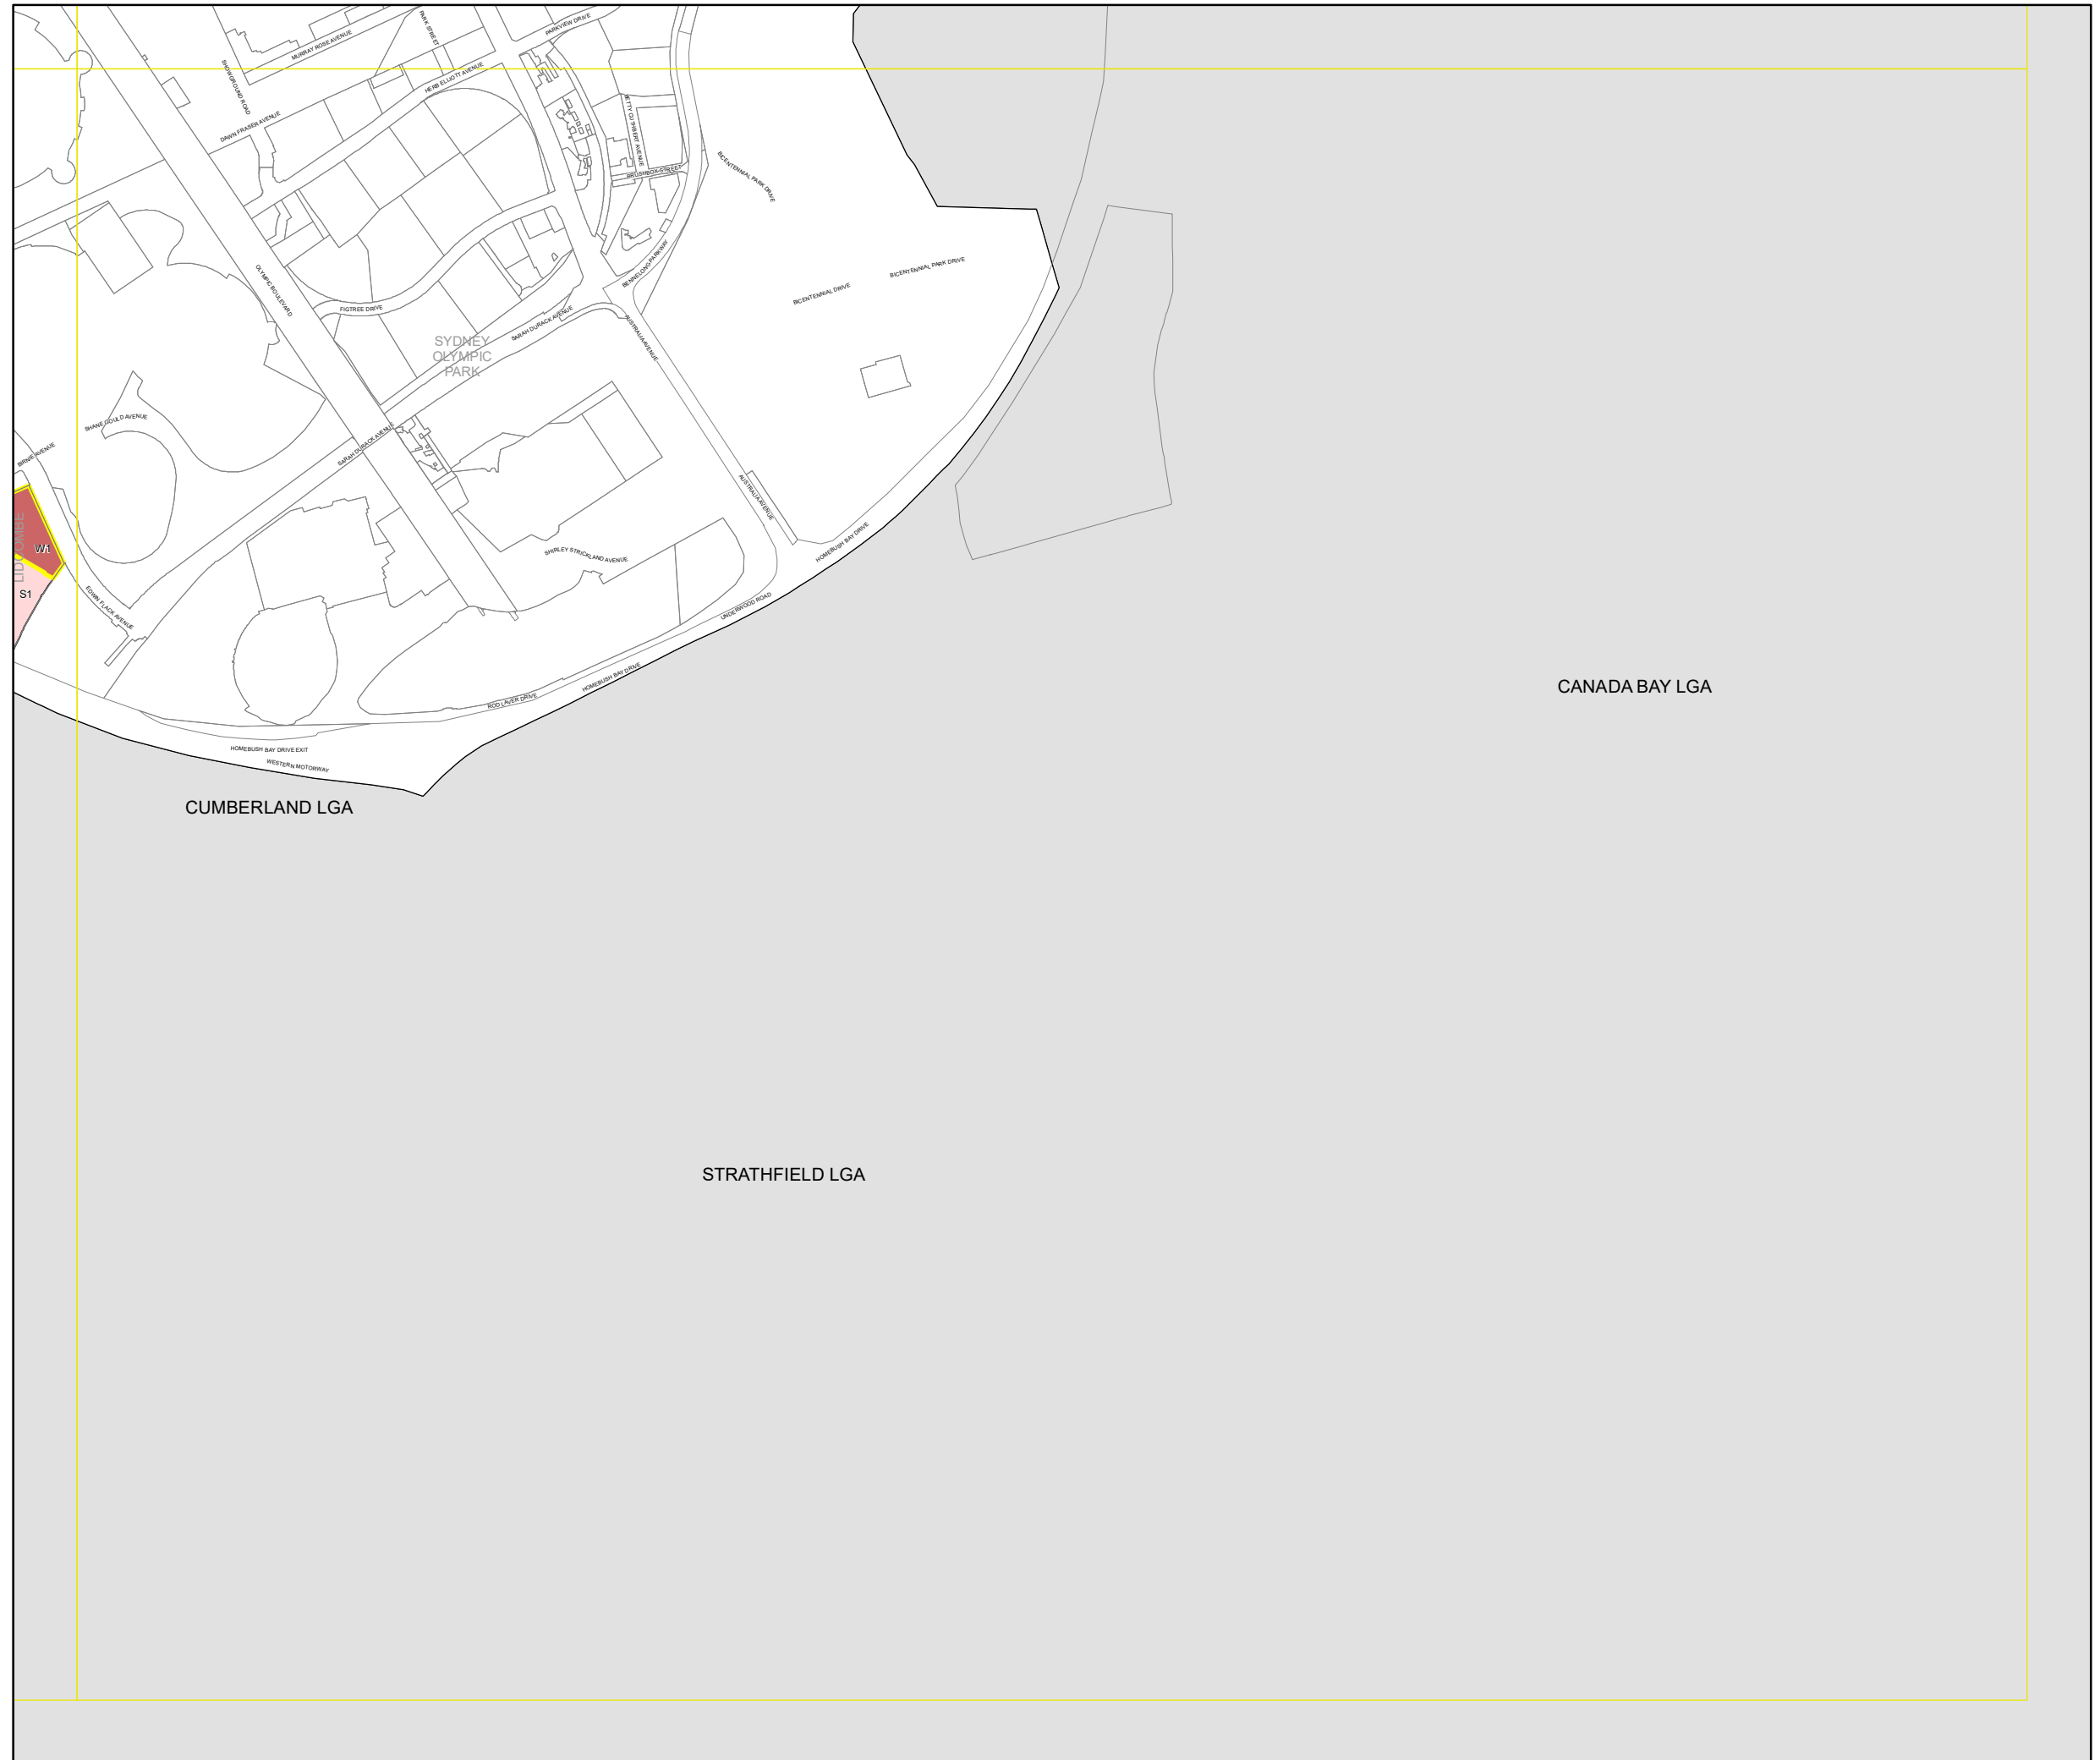 PARK STREET
PARKVIEW DRIVE
MURRAY ROSE AVENUE
SHOWGROUND ROAD
HERB ELLIOTT AVENUE
DAWN FRASER AVENUE
BETTY CUTHBERT AVENUE
BRUSHBOX STREET
BICENTENNIAL PARK DRIVE
BENNELONG PARKWAY
BICENTENNIAL PARK DRIVE
BICENTENNIAL DRIVE
OLYMPIC BOULEVARD
FIGTREE DRIVE
SARAH DURACK AVENUE
AUSTRALIA AVENUE
SYDNEY
OLYMPIC
PARK
SHANE GOULD AVENUE
BIRNIE AVENUE
SARAH DURACK AVENUE
AUSTRALIA AVENUE
LIDCOMBE
W1
S1
HOMEBUSH BAY DRIVE
SHIRLEY STRICKLAND AVENUE
EDWIN FLACK AVENUE
UNDERWOOD ROAD
HOMEBUSH BAY DRIVE
ROD LAVER DRIVE
HOMEBUSH BAY DRIVE EXIT
WESTERN MOTORWAY
CANADA BAY LGA
CUMBERLAND LGA
STRATHFIELD LGA